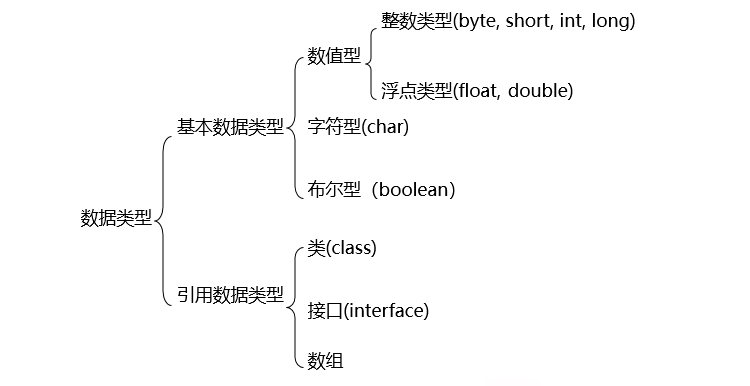 整数类型(byte, short, int, long)
数值型
浮点类型(float, double)
基本数据类型
字符型(char)
布尔型（boolean）
数据类型
类(class)
引用数据类型
接口(interface)
数组